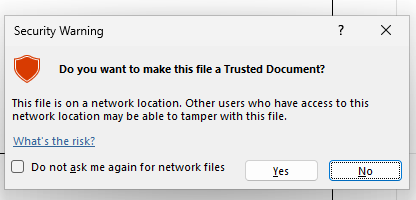 Security Warning ?
Do you want to make this file a Trusted Document?
This file is on a network location. Other users who have access to this
network location may be able to tamper with this file.
What's the risk?
Do not ask me again for network files
Yes
No